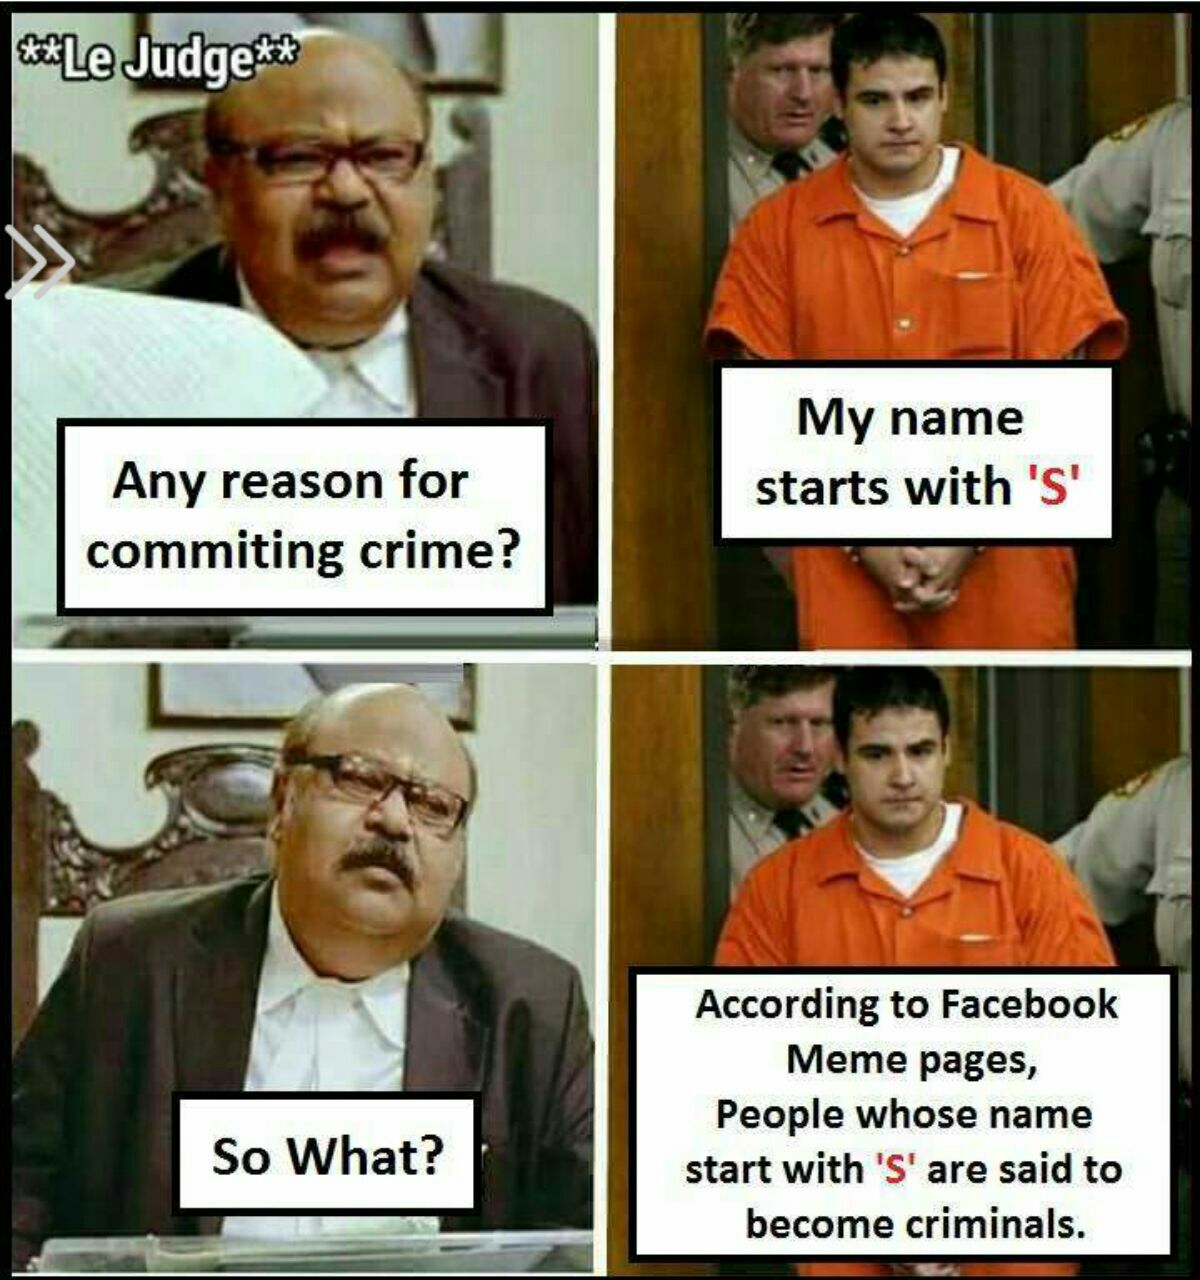 **Le Judge**
Any reason for
commiting crime?
My name
starts with 'S'
So What?
According to Facebook
Meme pages,
People whose name
start with 'S' are said to
become criminals.